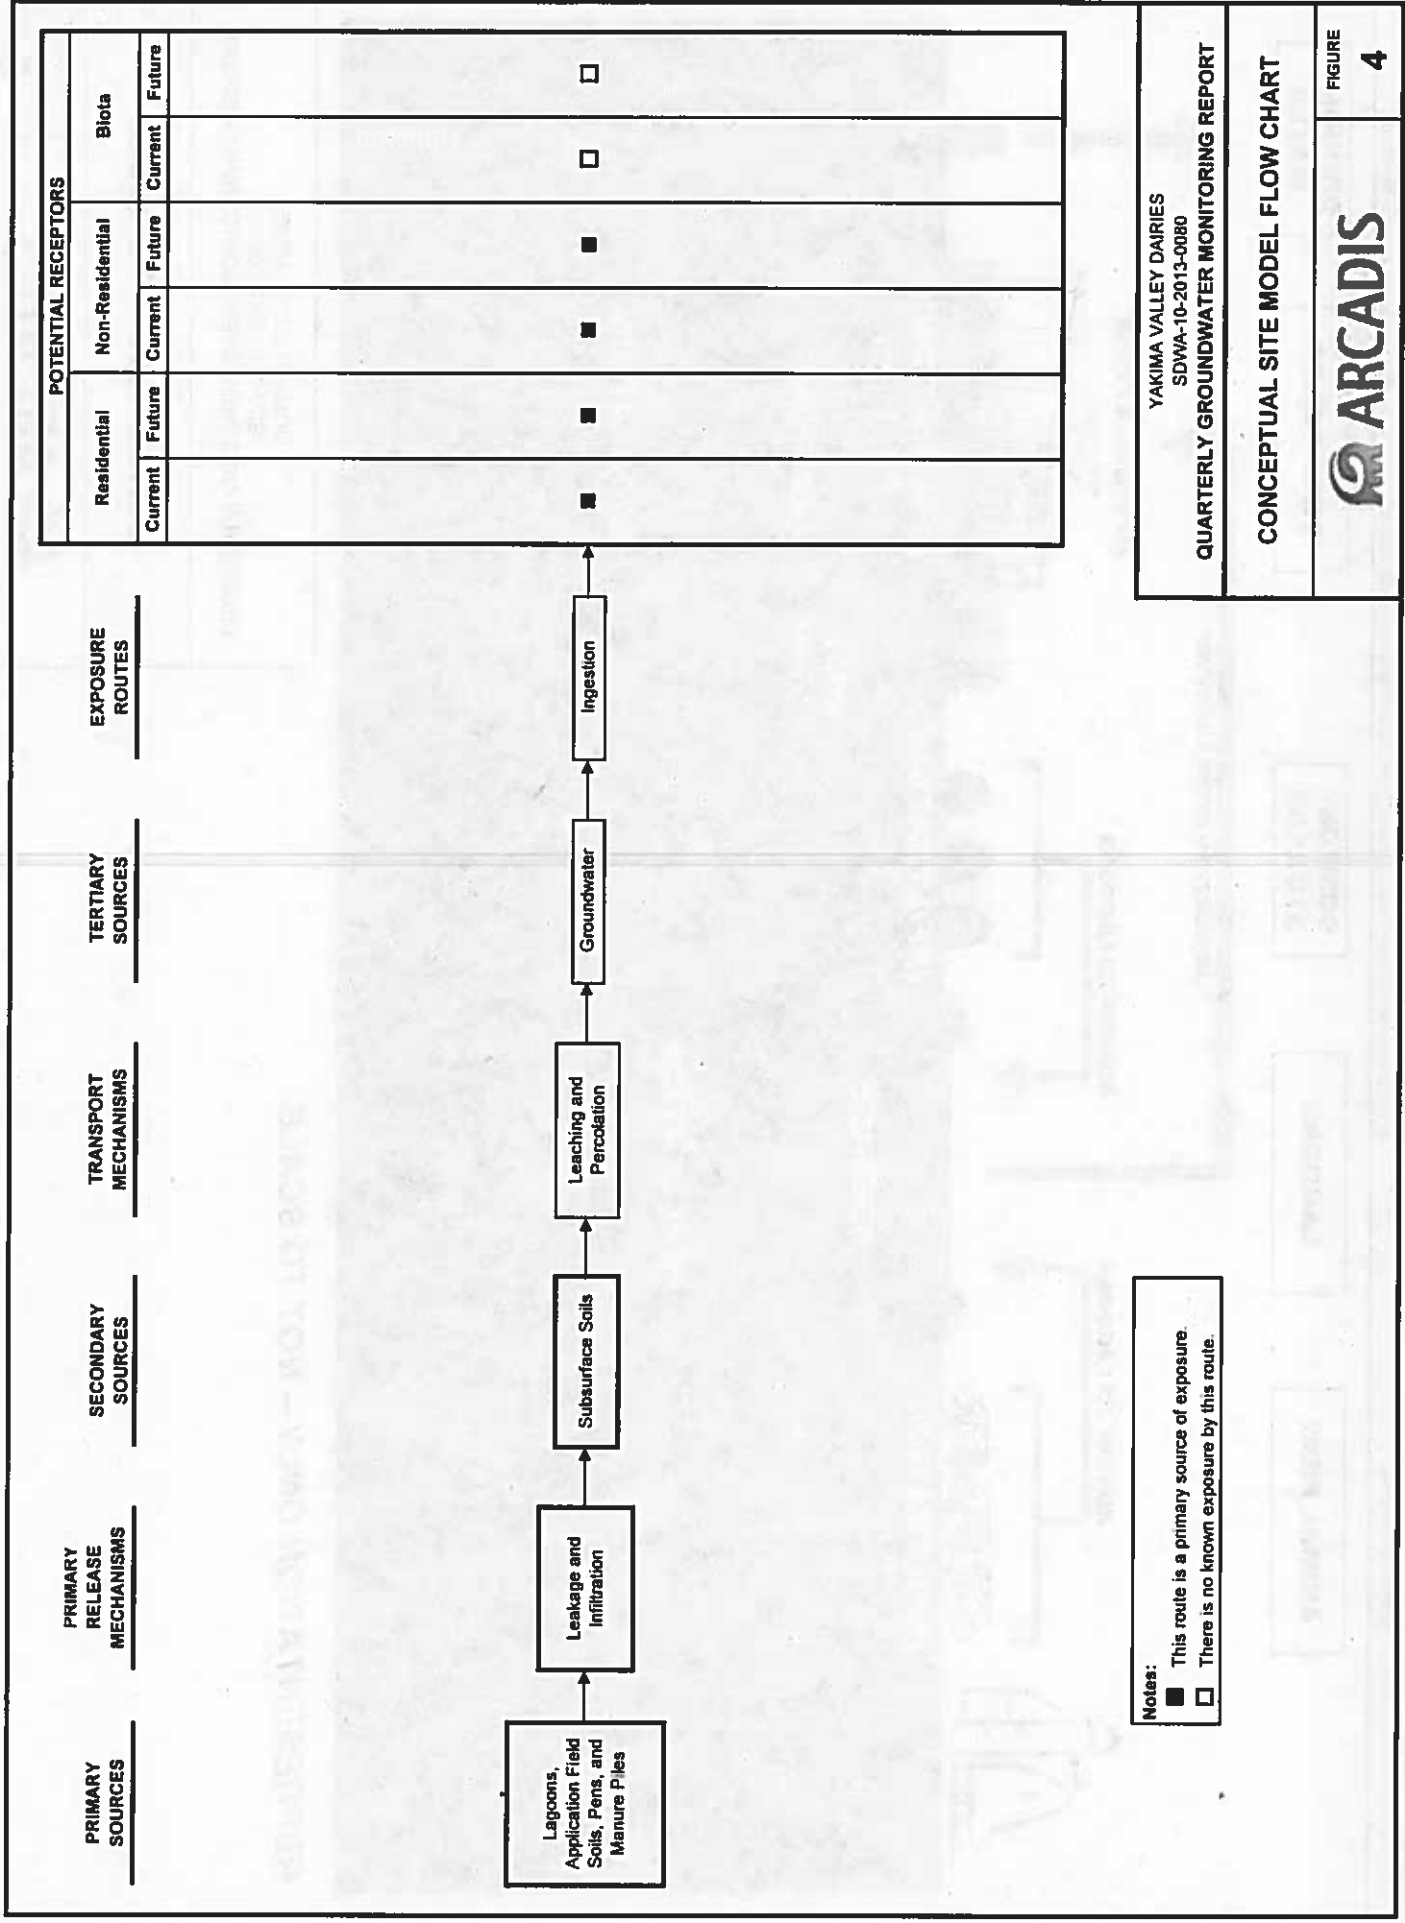 PRIMARY
SOURCES
PRIMARY
RELEASE
MECHANISMS
SECONDARY
SOURCES
TRANSPORT
MECHANISMS
TERTIARY
SOURCES
EXPOSURE
ROUTES
POTENTIAL RECEPTORS
Residential
Non-Residential
Biota
Current
Future
Current
Future
Current
Future
Lagoons,
Application Field
Soils, Pens, and
Manure Piles
Leakage and
Infiltration
Subsurface Soils
Leaching and
Percolation
Groundwater
Ingestion
■ ■ ■ ■ □ □
Notes:
■ This route is a primary source of exposure.
□ There is no known exposure by this route.
YAKIMA VALLEY DAIRIES
SDWA-10-2013-0080
QUARTERLY GROUNDWATER MONITORING REPORT
CONCEPTUAL SITE MODEL FLOW CHART
ARCADIS
FIGURE
4